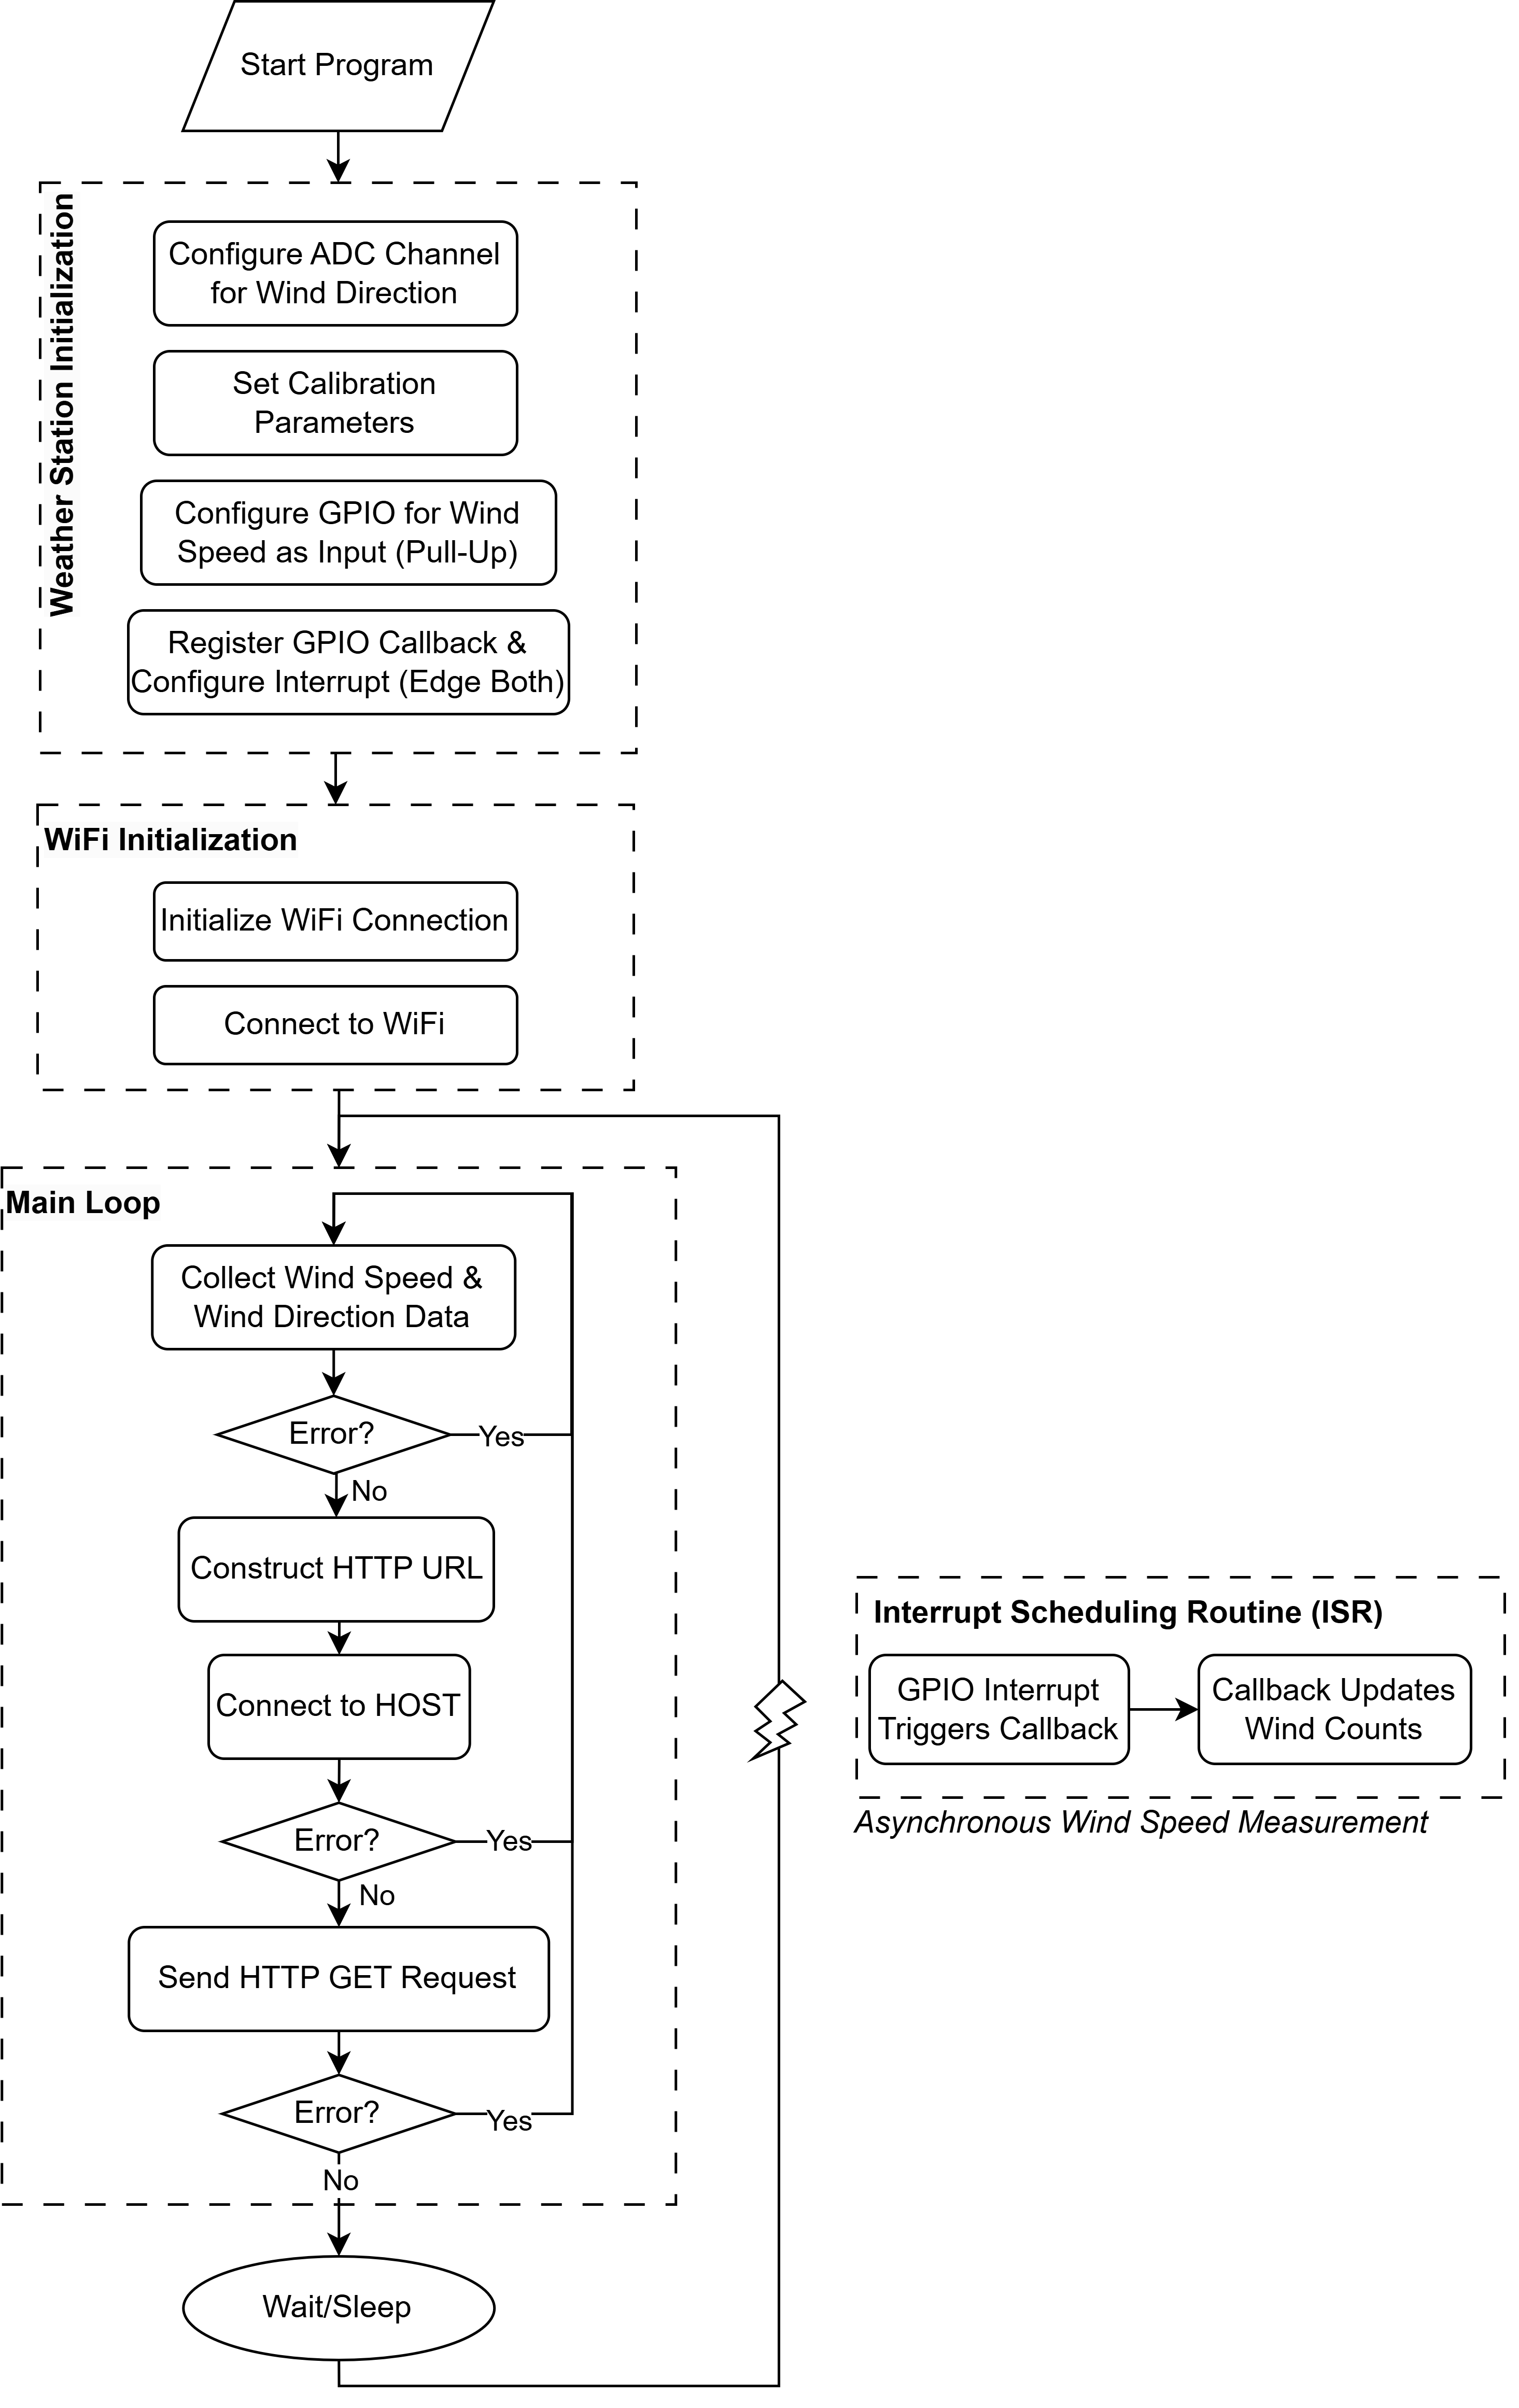 Start Program
Weather Station Initialization
Configure ADC Channel
for Wind Direction
Set Calibration
Parameters
Configure GPIO for Wind
Speed as Input (Pull-Up)
Register GPIO Callback &
Configure Interrupt (Edge Both)
WiFi Initialization
Initialize WiFi Connection
Connect to WiFi
Main Loop
Collect Wind Speed &
Wind Direction Data
Error?
Yes
No
Construct HTTP URL
Connect to HOST
Error?
Yes
No
Send HTTP GET Request
Error?
Yes
No
Wait/Sleep
Interrupt Scheduling Routine (ISR)
GPIO Interrupt
Triggers Callback
Callback Updates
Wind Counts
Asynchronous Wind Speed Measurement